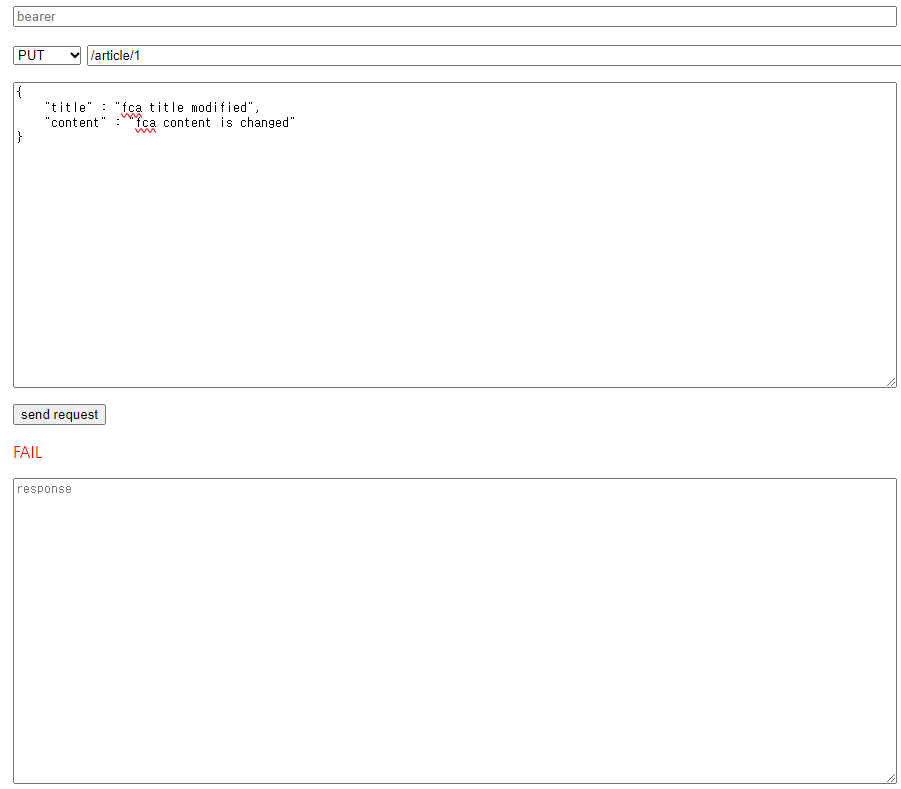 bearer
PUT /article/1
{
    "title" : "fca title modified",
    "content" : "fca content is changed"
}
send request
FAIL
response